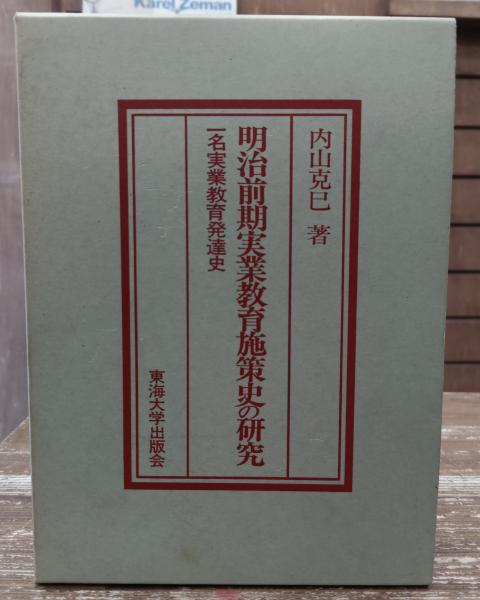 Karel Zeman
内山克巳 著
明治前期実業教育施策史の研究
一名実業教育発達史
東海大学出版会